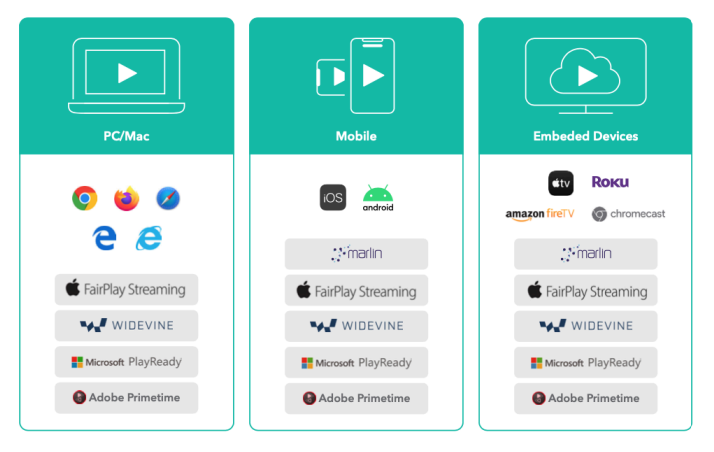 PC/Mac
FairPlay Streaming
WIDEVINE
Microsoft PlayReady
Adobe Primetime
Mobile
iOS
android
marlin
FairPlay Streaming
WIDEVINE
Microsoft PlayReady
Adobe Primetime
Embeded Devices
tv
ROKU
amazon fireTV
chromecast
marlin
FairPlay Streaming
WIDEVINE
Microsoft PlayReady
Adobe Primetime